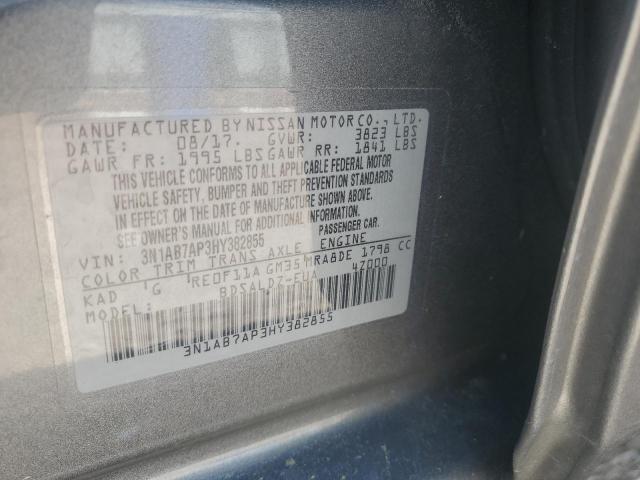 MANUFACTURED BY NISSAN MOTOR CO., LTD.
DATE: 08/17 GVWR: 3823 LBS
GAWR FR: 1995 LBS GAWR RR: 1841 LBS
THIS VEHICLE CONFORMS TO ALL APPLICABLE FEDERAL MOTOR
VEHICLE SAFETY, BUMPER AND THEFT PREVENTION STANDARDS
IN EFFECT ON THE DATE OF MANUFACTURE SHOWN ABOVE.
SEE OWNER'S MANUAL FOR ADDITIONAL INFORMATION.
VIN: 3N1AB7AP3HY382855 PASSENGER CAR.
COLOR TRIM TRANS AXLE ENGINE
KAD G RE0F11A GM35 MRA8DE 1798 CC
MODEL: BDSALDZ-EUA 47000
3N1AB7AP3HY382855